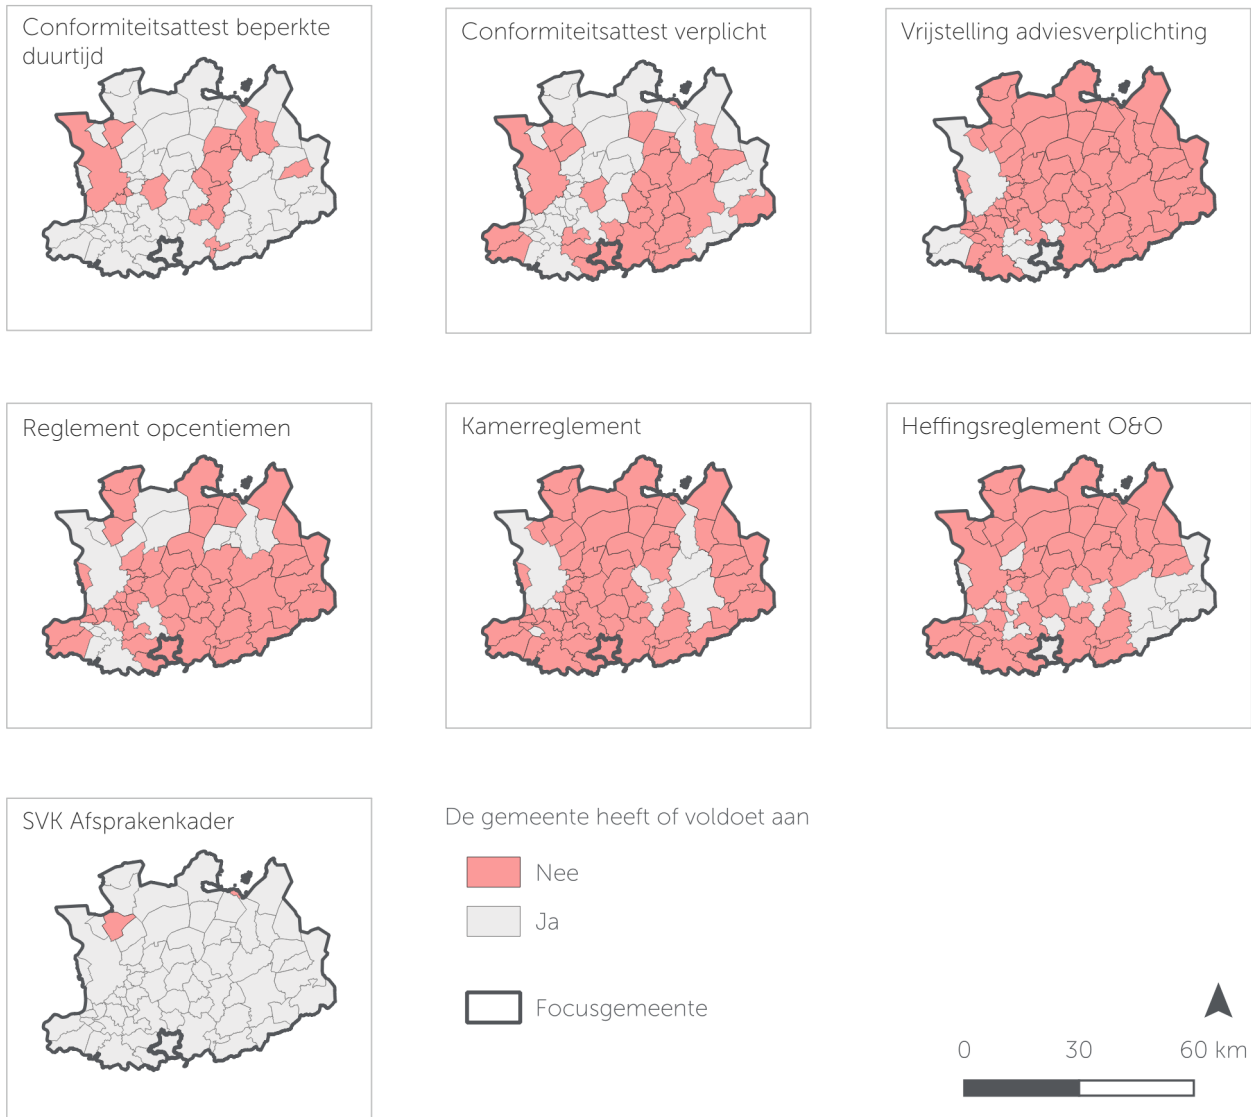 Conformiteitsattest beperkte
duurtijd
Conformiteitsattest verplicht
Vrijstelling adviesverplichting
Reglement opcentiemen
Kamerreglement
Heffingsreglement O&O
SVK Afsprakenkader
De gemeente heeft of voldoet aan
Nee
Ja
Focusgemeente
0 30 60 km